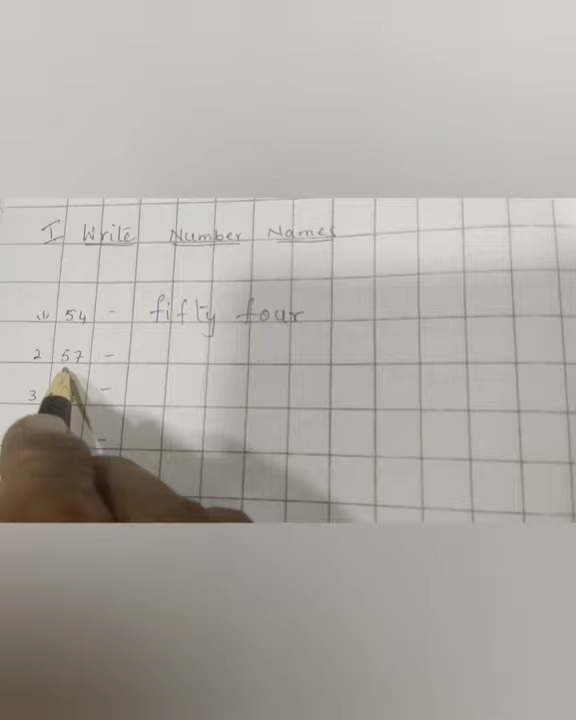 I Write Number Names
1) 54 - fifty four
2 57 -
3 -
-